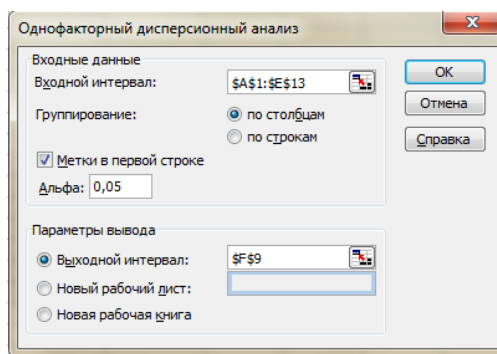 Однофакторный дисперсионный анализ
Входные данные
Входной интервал: $A$1:$E$13
Группирование: по столбцам
по строкам
Метки в первой строке
Альфа: 0,05
Параметры вывода
Выходной интервал: $F$9
Новый рабочий лист:
Новая рабочая книга
ОК
Отмена
Справка